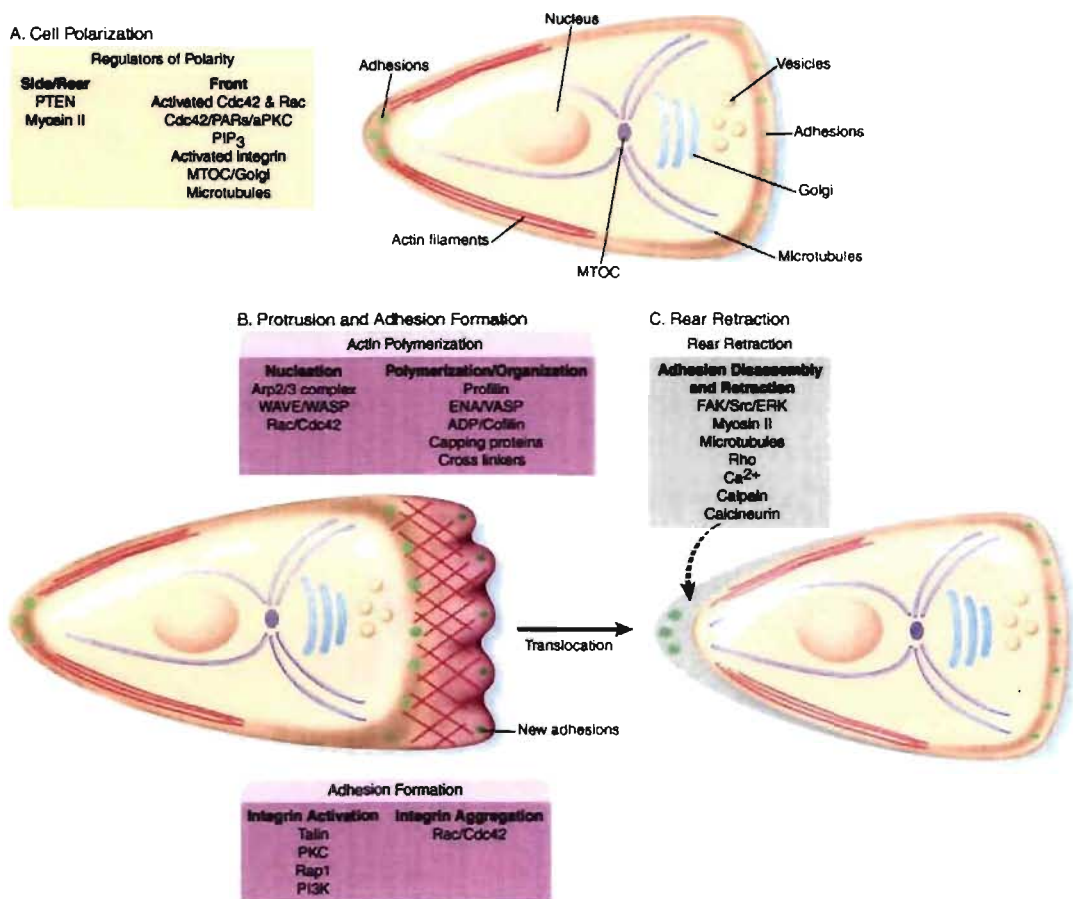 A. Cell Polarization
Regulators of Polarity
Side/Rear Front
PTEN Activated Cdc42 & Rac
Myosin II Cdc42/PARs/aPKC
PIP3
Activated Integrin
MTOC/Golgi
Microtubules
Nucleus
Adhesions
Vesicles
Adhesions
Golgi
Actin filaments
MTOC
Microtubules
B. Protrusion and Adhesion Formation
Actin Polymerization
Nucleation Polymerization/Organization
Arp2/3 complex Profilin
WAVE/WASP ENA/VASP
Rac/Cdc42 ADP/Cofilin
Capping proteins
Cross linkers
C. Rear Retraction
Rear Retraction
Adhesion Disassembly
and Retraction
FAK/Src/ERK
Myosin II
Microtubules
Rho
Ca2+
Calpain
Calcineurin
Translocation
New adhesions
Adhesion Formation
Integrin Activation Integrin Aggregation
Talin Rac/Cdc42
PKC
Rap1
PI3K